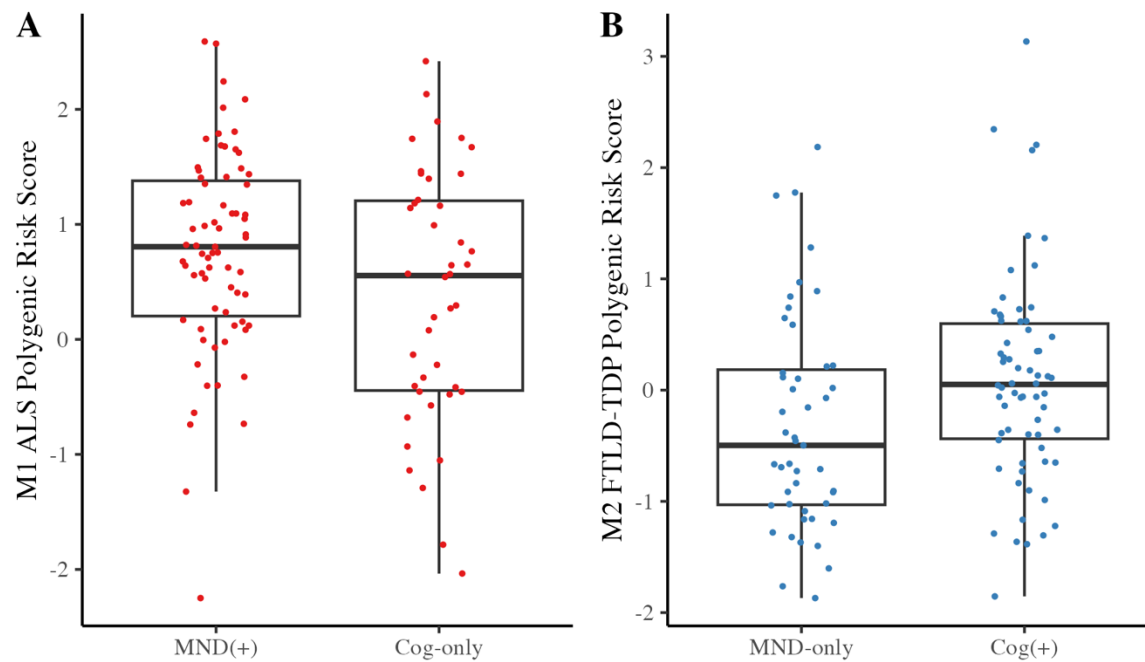 A
M1 ALS Polygenic Risk Score
2
1
0
-1
-2
MND(+) Cog-only
B
M2 FTLD-TDP Polygenic Risk Score
3
2
1
0
-1
-2
MND-only Cog(+)